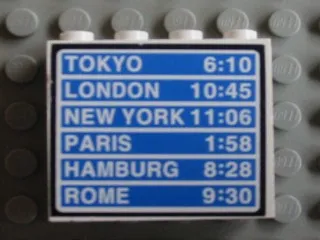 TOKYO 6:10
LONDON 10:45
NEW YORK 11:06
PARIS 1:58
HAMBURG 8:28
ROME 9:30